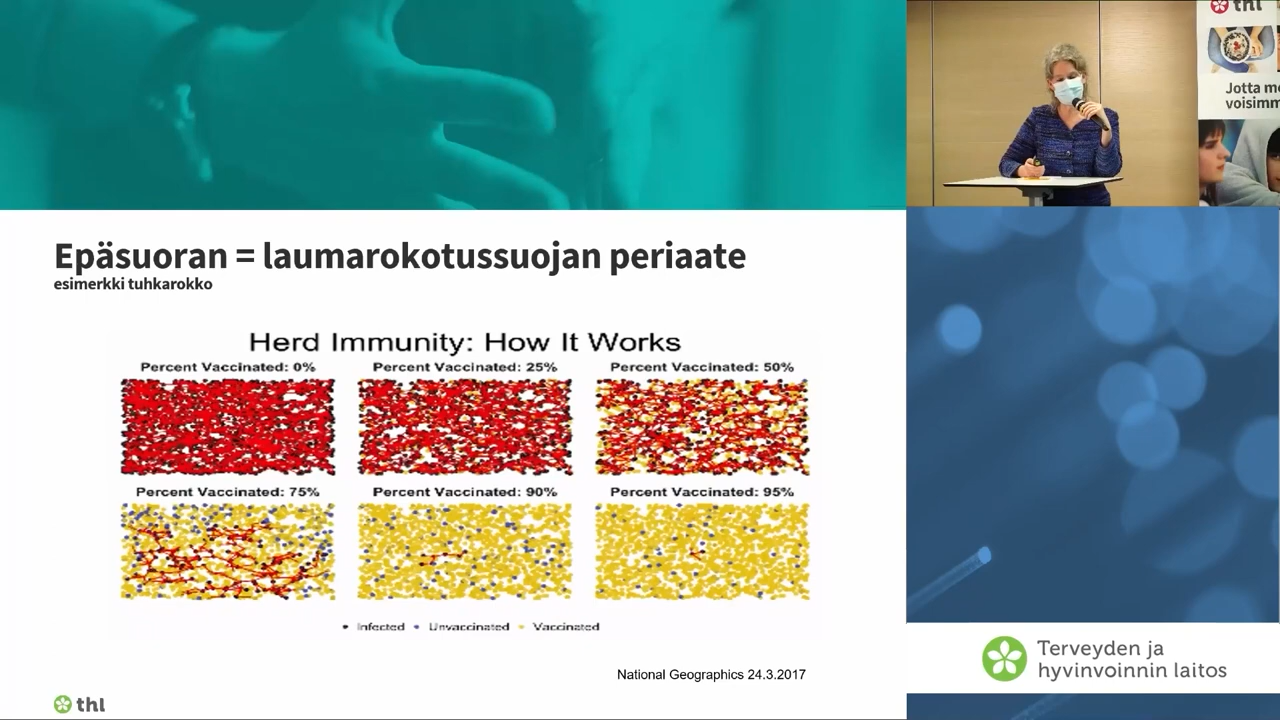 Epäsuoran = laumarokotussuojan periaate
esimerkki tuhkarokko
Herd Immunity: How It Works
Percent Vaccinated: 0%
Percent Vaccinated: 25%
Percent Vaccinated: 50%
Percent Vaccinated: 75%
Percent Vaccinated: 90%
Percent Vaccinated: 95%
Infected
Unvaccinated
Vaccinated
National Geographics 24.3.2017
thl
thl
Jotta me
voisimm
Terveyden ja
hyvinvoinnin laitos